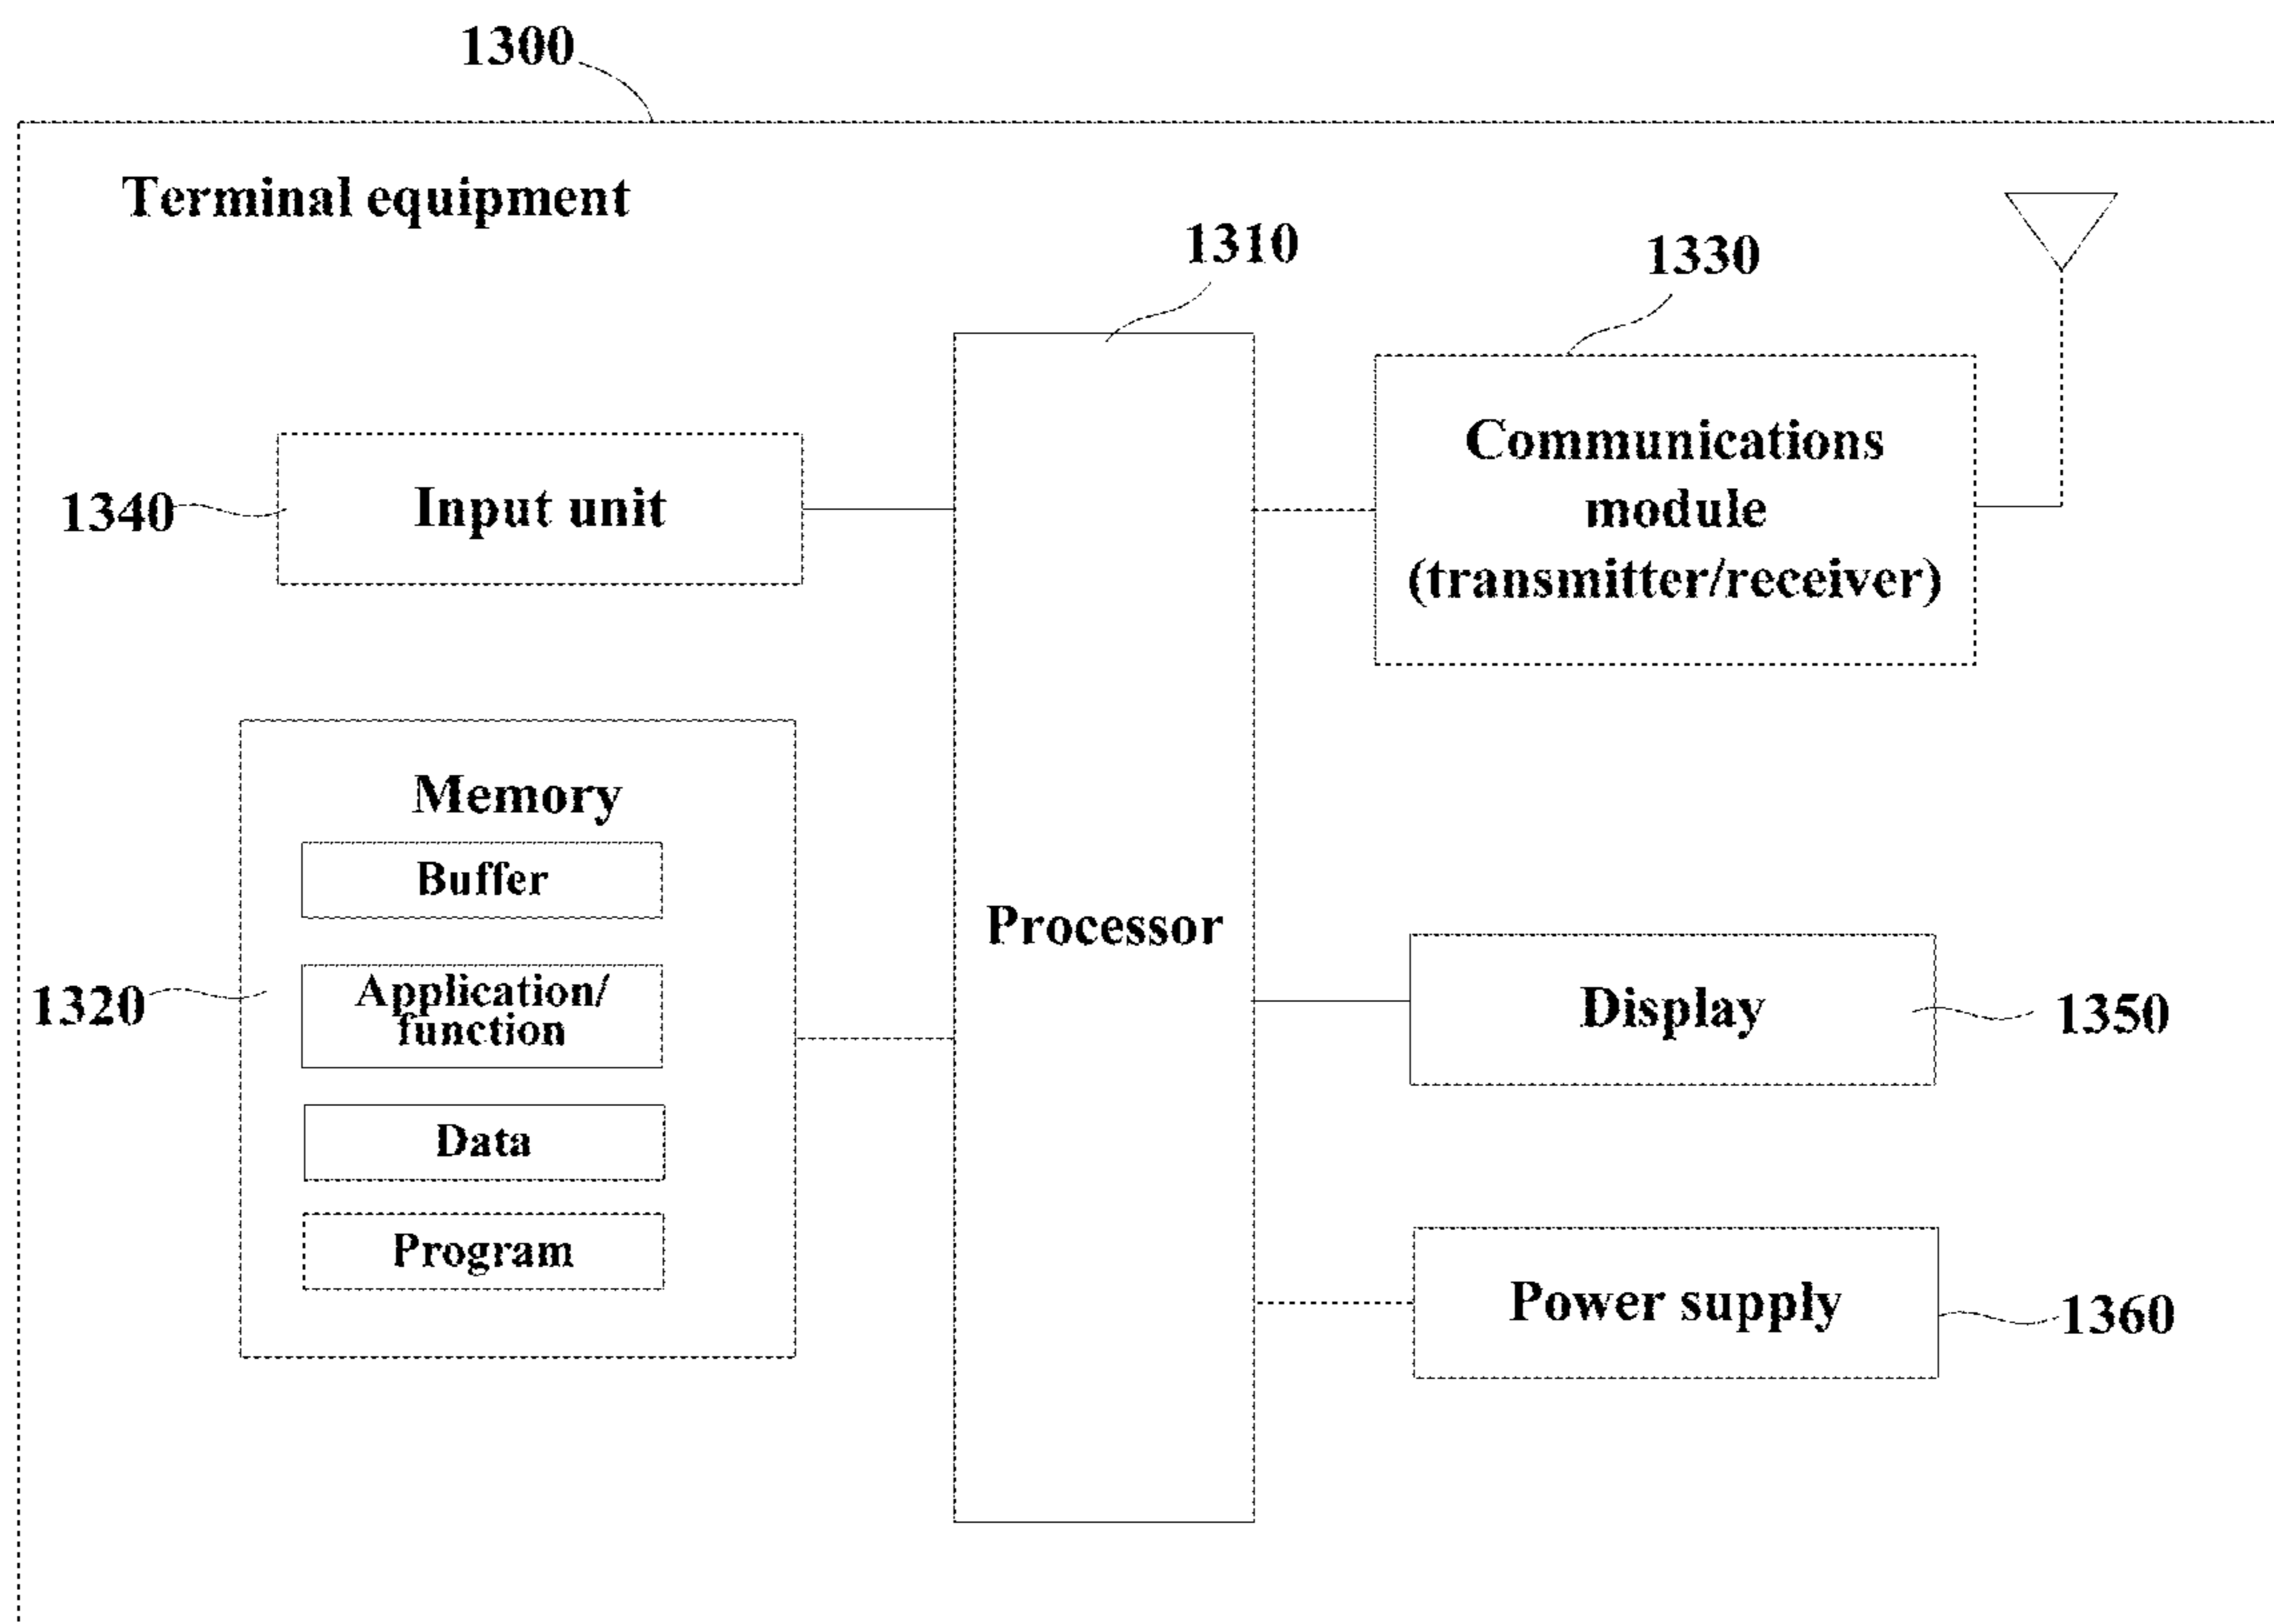 1300
Terminal equipment
1310
1330
Communications
module
(transmitter/receiver)
1340
Input unit
Memory
Buffer
Application/
function
Data
Program
1320
Processor
Display
1350
Power supply
1360